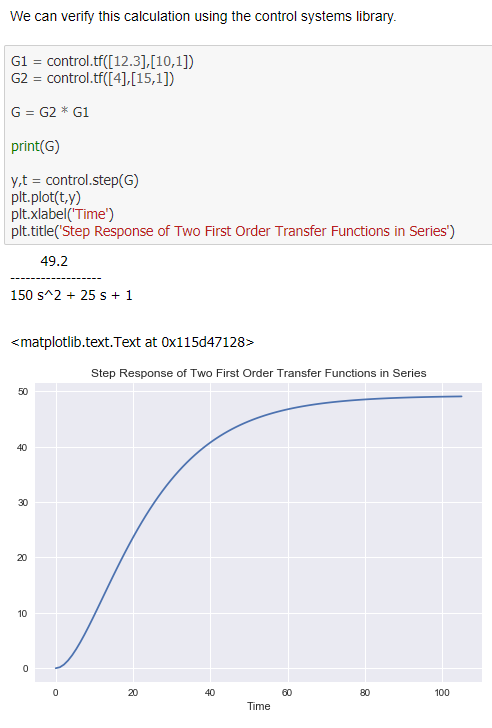 We can verify this calculation using the control systems library.
G1 = control.tf([12.3],[10,1])
G2 = control.tf([4],[15,1])
G = G2 * G1
print(G)
y,t = control.step(G)
plt.plot(t,y)
plt.xlabel('Time')
plt.title('Step Response of Two First Order Transfer Functions in Series')
49.2
------------------
150 s^2 + 25 s + 1
<matplotlib.text.Text at 0x115d47128>
Step Response of Two First Order Transfer Functions in Series
50
40
30
20
10
0
0 20 40 60 80 100
Time